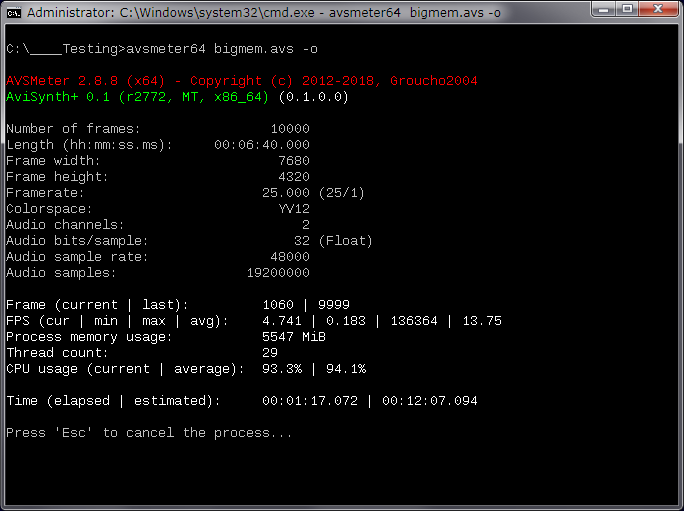 Administrator: C:\Windows\system32\cmd.exe - avsmeter64  bigmem.avs -o
C:\____Testing>avsmeter64 bigmem.avs -o
AVSMeter 2.8.8 (x64) - Copyright (c) 2012-2018, Groucho2004
AviSynth+ 0.1 (r2772, MT, x86_64) (0.1.0.0)
Number of frames:                10000
Length (hh:mm:ss.ms):     00:06:40.000
Frame width:                      7680
Frame height:                     4320
Framerate:                      25.000 (25/1)
Colorspace:                       YV12
Audio channels:                      2
Audio bits/sample:                  32 (Float)
Audio sample rate:               48000
Audio samples:                19200000
Frame (current | last):         1060 | 9999
FPS (cur | min | max | avg):    4.741 | 0.183 | 136364 | 13.75
Process memory usage:           5547 MiB
Thread count:                   29
CPU usage (current | average):  93.3% | 94.1%
Time (elapsed | estimated):     00:01:17.072 | 00:12:07.094
Press 'Esc' to cancel the process...